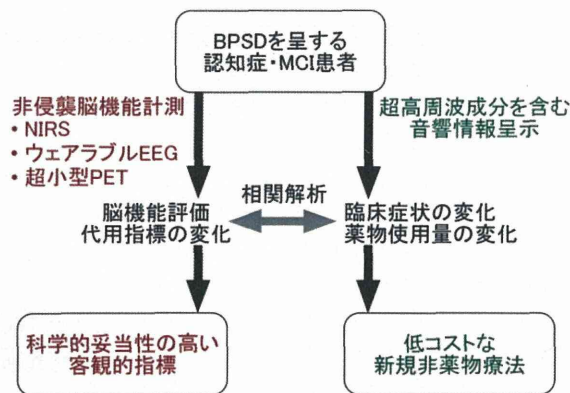 BPSDを呈する
認知症・MCI患者
非侵襲脳機能計測
• NIRS
• ウェアラブルEEG
• 超小型PET
超高周波成分を含む
音響情報呈示
相関解析
脳機能評価
代用指標の変化
臨床症状の変化
薬物使用量の変化
科学的妥当性の高い
客観的指標
低コストな
新規非薬物療法